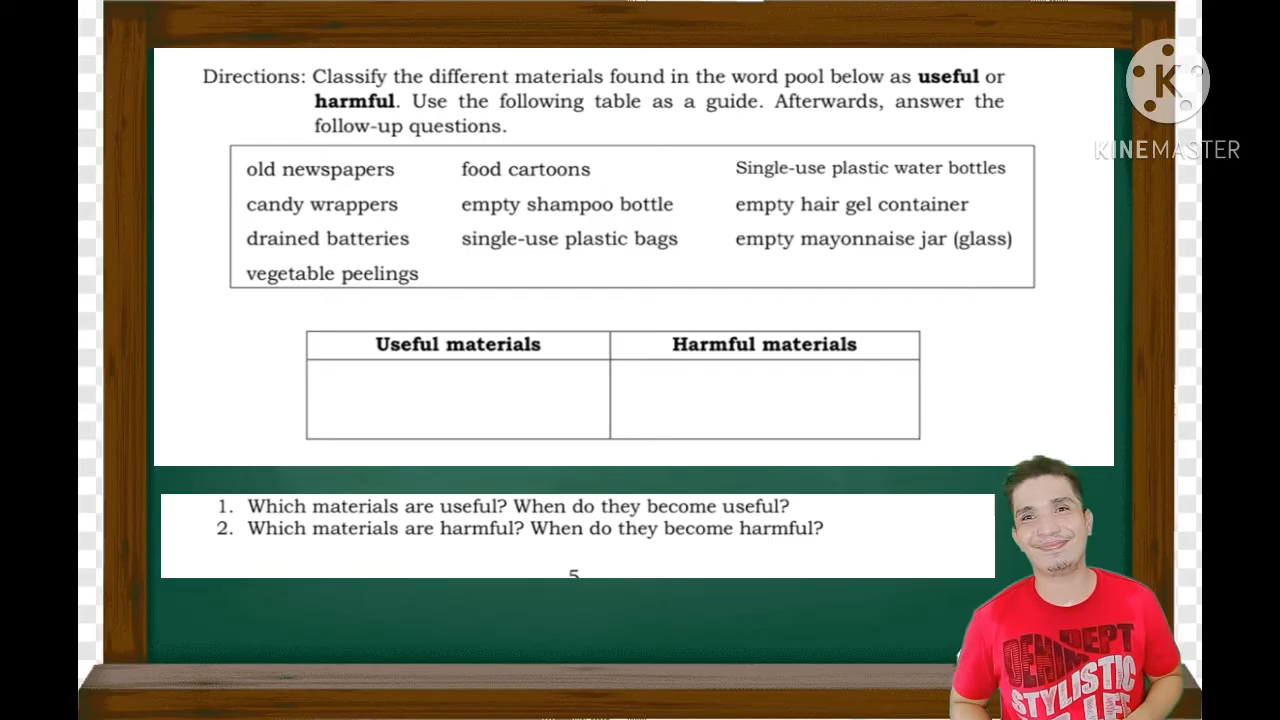 Directions: Classify the different materials found in the word pool below as useful or
harmful. Use the following table as a guide. Afterwards, answer the
follow-up questions.
K
KINEMASTER
old newspapers food cartoons Single-use plastic water bottles
candy wrappers empty shampoo bottle empty hair gel container
drained batteries single-use plastic bags empty mayonnaise jar (glass)
vegetable peelings
Useful materials Harmful materials
1. Which materials are useful? When do they become useful?
2. Which materials are harmful? When do they become harmful?
5
DEPT
DENIM
STYLISTIC